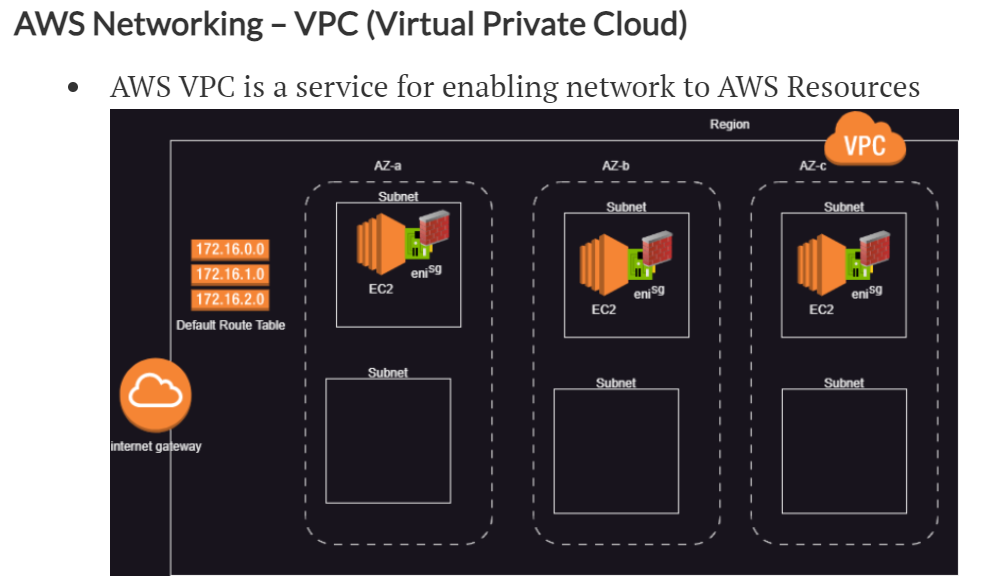 AWS Networking – VPC (Virtual Private Cloud)
• AWS VPC is a service for enabling network to AWS Resources
Region
VPC
AZ-a
AZ-b
AZ-c
Subnet
Subnet
Subnet
172.16.0.0
172.16.1.0
172.16.2.0
Default Route Table
eni sg
EC2
eni sg
EC2
eni sg
EC2
Subnet
Subnet
Subnet
internet gateway